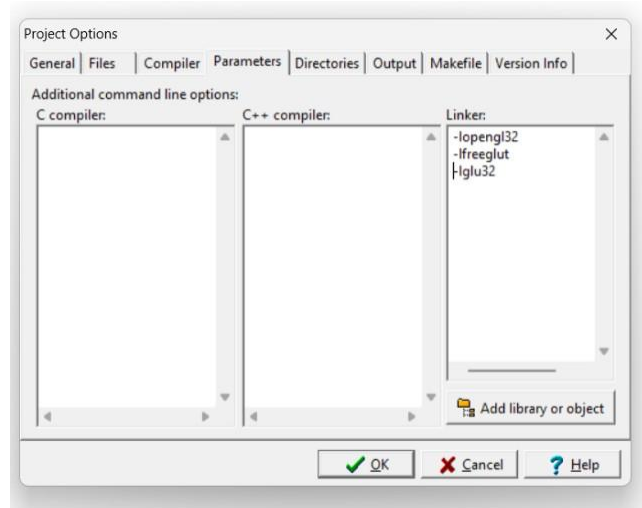 Project Options
General Files Compiler Parameters Directories Output Makefile Version Info
Additional command line options:
C compiler: C++ compiler: Linker:
-lopengl32
-lfreeglut
-lglu32
Add library or object
OK Cancel ? Help